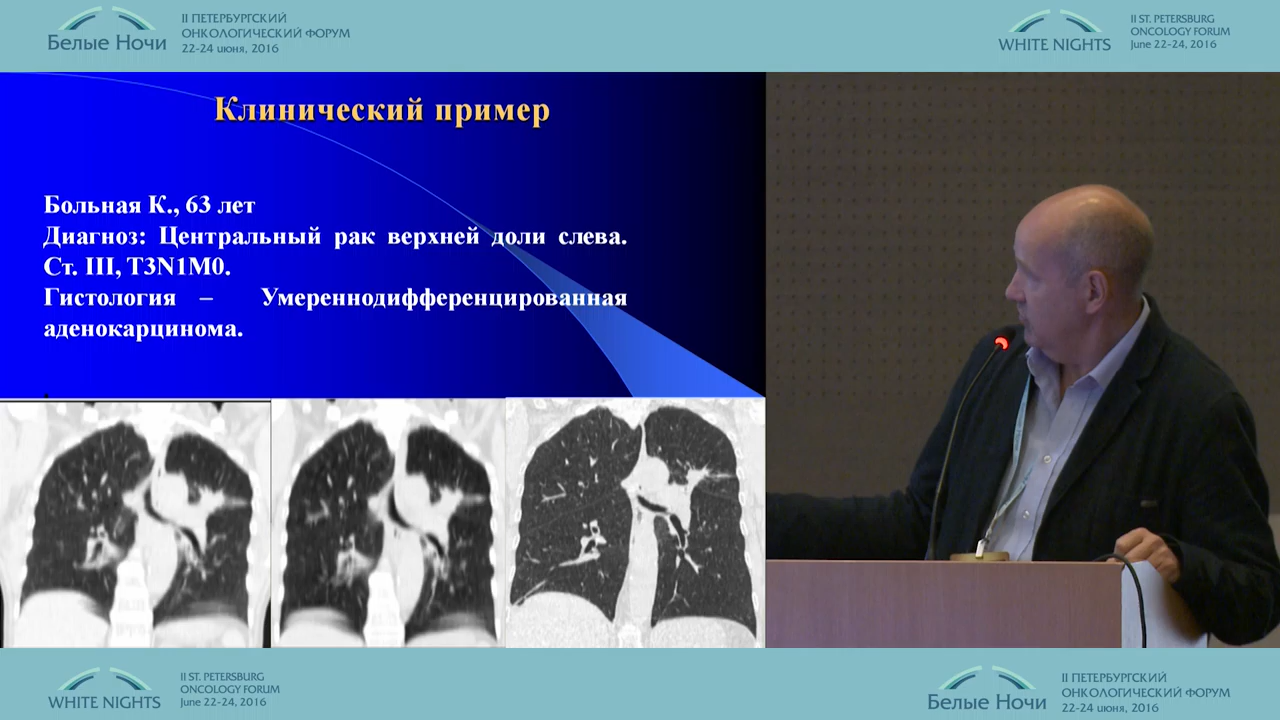 II ПЕТЕРБУРГСКИЙ
ОНКОЛОГИЧЕСКИЙ ФОРУМ
22-24 июня, 2016
Белые Ночи
II ST. PETERSBURG
ONCOLOGY FORUM
June 22-24, 2016
WHITE NIGHTS
Клинический пример
Больная К., 63 лет
Диагноз: Центральный рак верхней доли слева.
Ст. III, T3N1M0.
Гистология – Умереннодифференцированная
аденокарцинома.
II ST. PETERSBURG
ONCOLOGY FORUM
June 22-24, 2016
WHITE NIGHTS
II ПЕТЕРБУРГСКИЙ
ОНКОЛОГИЧЕСКИЙ ФОРУМ
22-24 июня, 2016
Белые Ночи